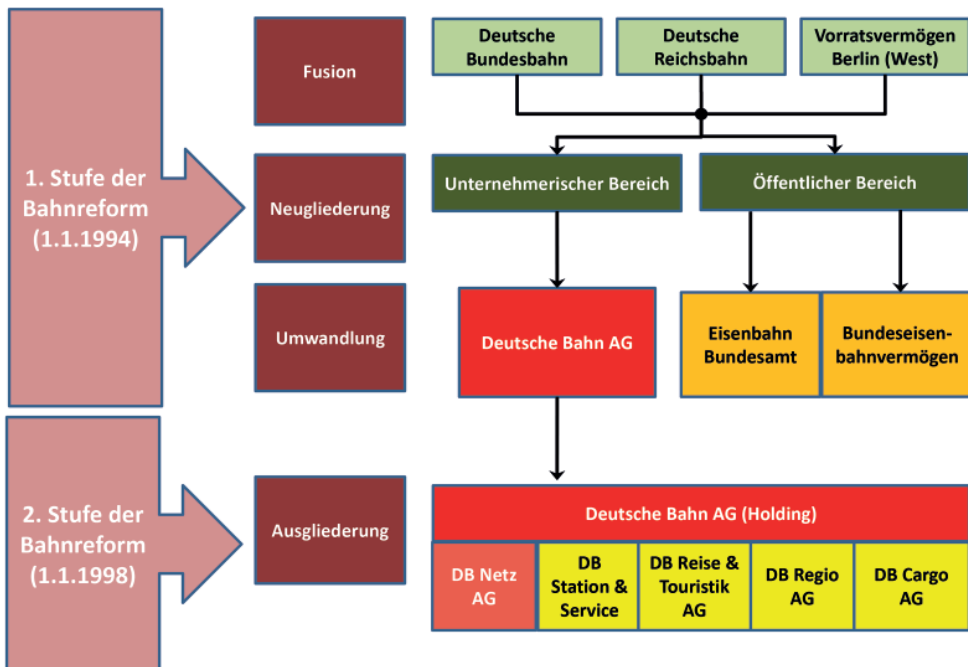 1. Stufe der
Bahnreform
(1.1.1994)
Fusion
Deutsche
Bundesbahn
Deutsche
Reichsbahn
Vorratsvermögen
Berlin (West)
Neugliederung
Unternehmerischer Bereich
Öffentlicher Bereich
Umwandlung
Deutsche Bahn AG
Eisenbahn
Bundesamt
Bundeseisen-
bahnvermögen
2. Stufe der
Bahnreform
(1.1.1998)
Ausgliederung
Deutsche Bahn AG (Holding)
DB Netz
AG
DB
Station &
Service
DB Reise &
Touristik
AG
DB Regio
AG
DB Cargo
AG